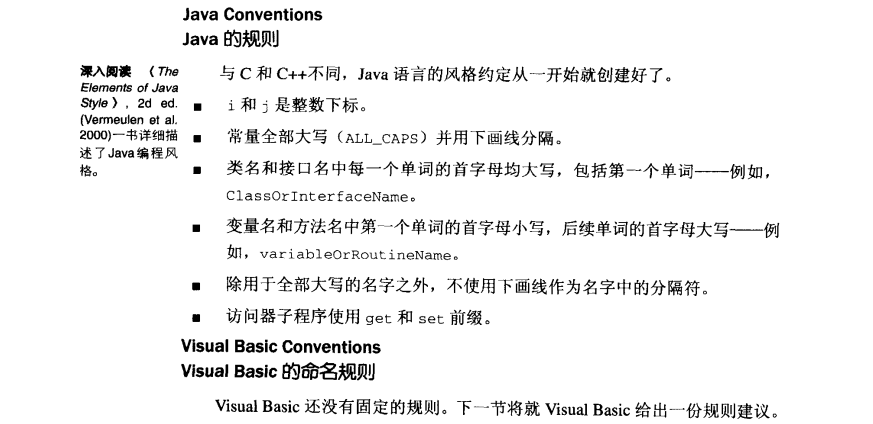 Java Conventions
Java 的规则
深入阅读 《The
Elements of Java
Style》, 2d ed.
(Vermeulen et al.
2000)一书详细描
述了Java编程风
格。
与 C 和 C++不同，Java 语言的风格约定从一开始就创建好了。
■ i 和 j 是整数下标。
■ 常量全部大写（ALL_CAPS）并用下画线分隔。
■ 类名和接口名中每一个单词的首字母均大写，包括第一个单词——例如，
ClassOrInterfaceName。
■ 变量名和方法名中第一个单词的首字母小写，后续单词的首字母大写——例
如，variableOrRoutineName。
■ 除用于全部大写的名字之外，不使用下画线作为名字中的分隔符。
■ 访问器子程序使用 get 和 set 前缀。
Visual Basic Conventions
Visual Basic 的命名规则
Visual Basic 还没有固定的规则。下一节将就 Visual Basic 给出一份规则建议。